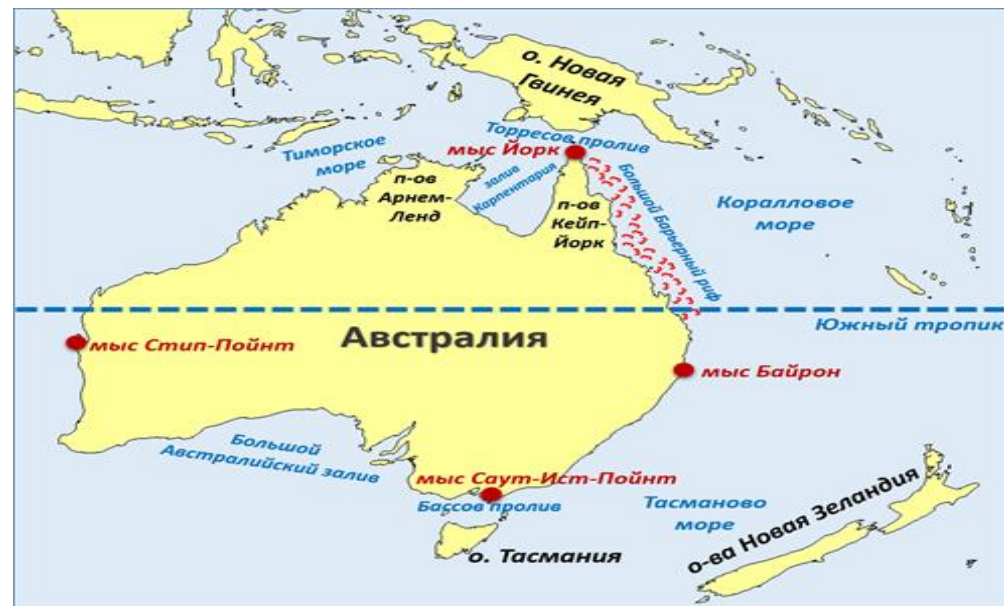 о. Новая
Гвинея
Торресов пролив
Тиморское
море
мыс Йорк
п-ов
Арнем-
Ленд
залив
Карпентария
п-ов
Кейп-
Йорк
Большой Барьерный риф
Коралловое
море
Южный тропик
Австралия
мыс Стип-Пойнт
мыс Байрон
Большой
Австралийский залив
мыс Саут-Ист-Пойнт
Бассов пролив
Тасманово
море
о. Тасмания
о-ва Новая Зеландия